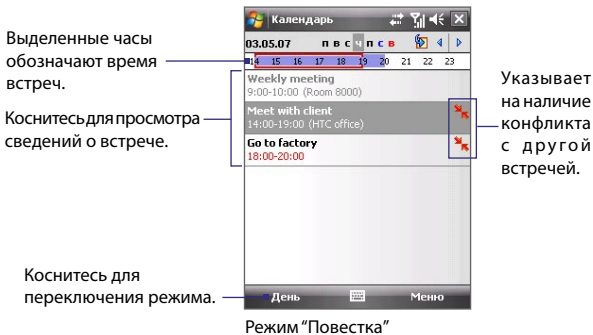 Календарь
Выделенные часы
обозначают время
встреч.
03.05.07 п в с ч п с в
14 15 16 17 18 19 20 21 22 23
Weekly meeting
9:00-10:00 (Room 8000)
Коснитесь для просмотра
сведений о встрече.
Meet with client
14:00-19:00 (HTC office)
Go to factory
18:00-20:00
Указывает
на наличие
конфликта
с другой
встречей.
Коснитесь для
переключения режима.
День Меню
Режим “Повестка”